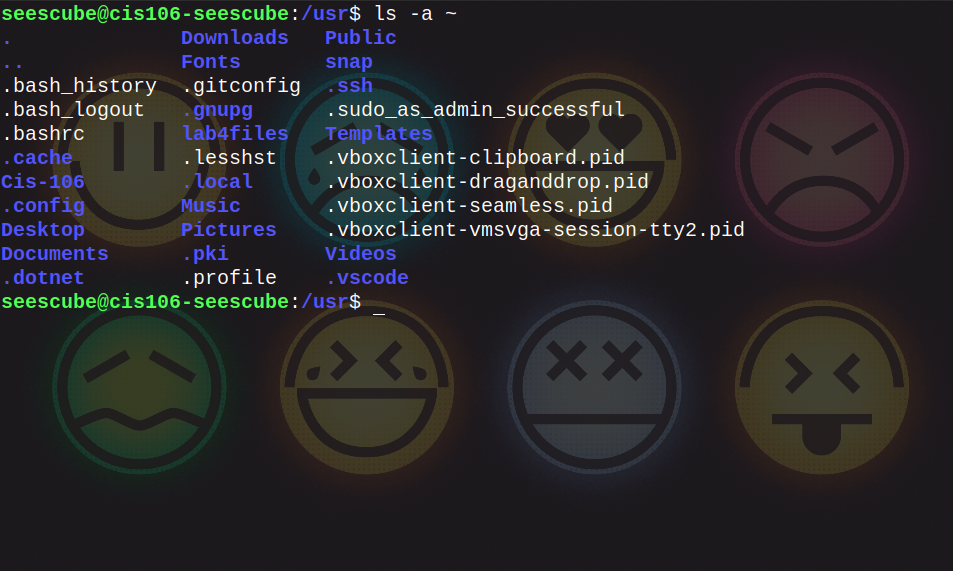 seescube@cis106-seescube:/usr$ ls -a ~
.              Downloads   Public
..             Fonts       snap
.bash_history  .gitconfig  .ssh
.bash_logout   .gnupg      .sudo_as_admin_successful
.bashrc        lab4files   Templates
.cache         .lesshst    .vboxclient-clipboard.pid
Cis-106        .local      .vboxclient-draganddrop.pid
.config        Music       .vboxclient-seamless.pid
Desktop        Pictures    .vboxclient-vmsvga-session-tty2.pid
Documents      .pki        Videos
.dotnet        .profile    .vscode
seescube@cis106-seescube:/usr$ _